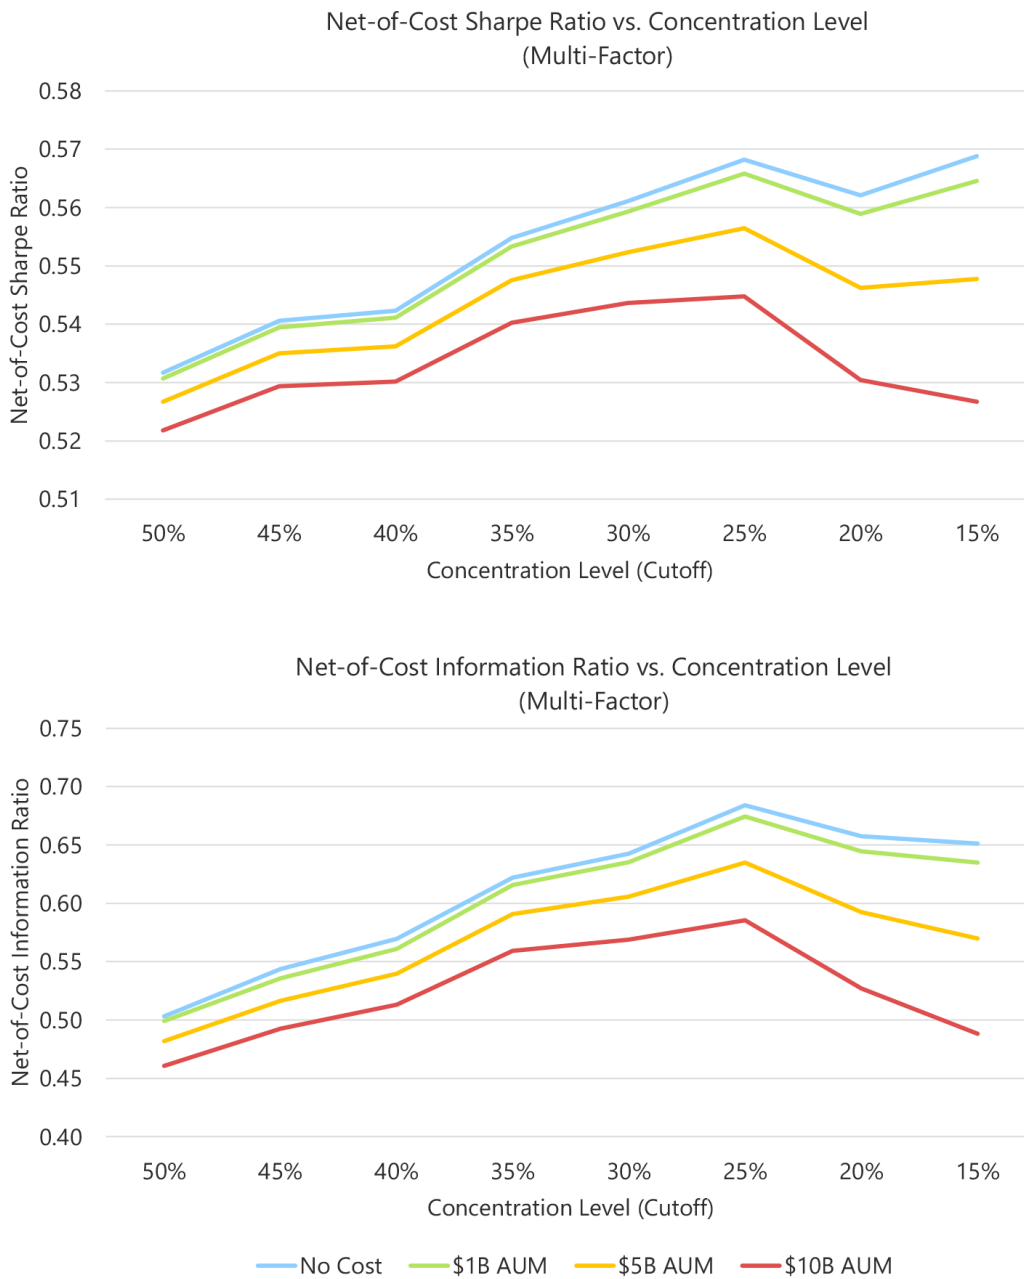 Net-of-Cost Sharpe Ratio vs. Concentration Level
(Multi-Factor)
Net-of-Cost Sharpe Ratio
0.58
0.57
0.56
0.55
0.54
0.53
0.52
0.51
50% 45% 40% 35% 30% 25% 20% 15%
Concentration Level (Cutoff)
Net-of-Cost Information Ratio vs. Concentration Level
(Multi-Factor)
Net-of-Cost Information Ratio
0.75
0.70
0.65
0.60
0.55
0.50
0.45
0.40
50% 45% 40% 35% 30% 25% 20% 15%
Concentration Level (Cutoff)
No Cost $1B AUM $5B AUM $10B AUM